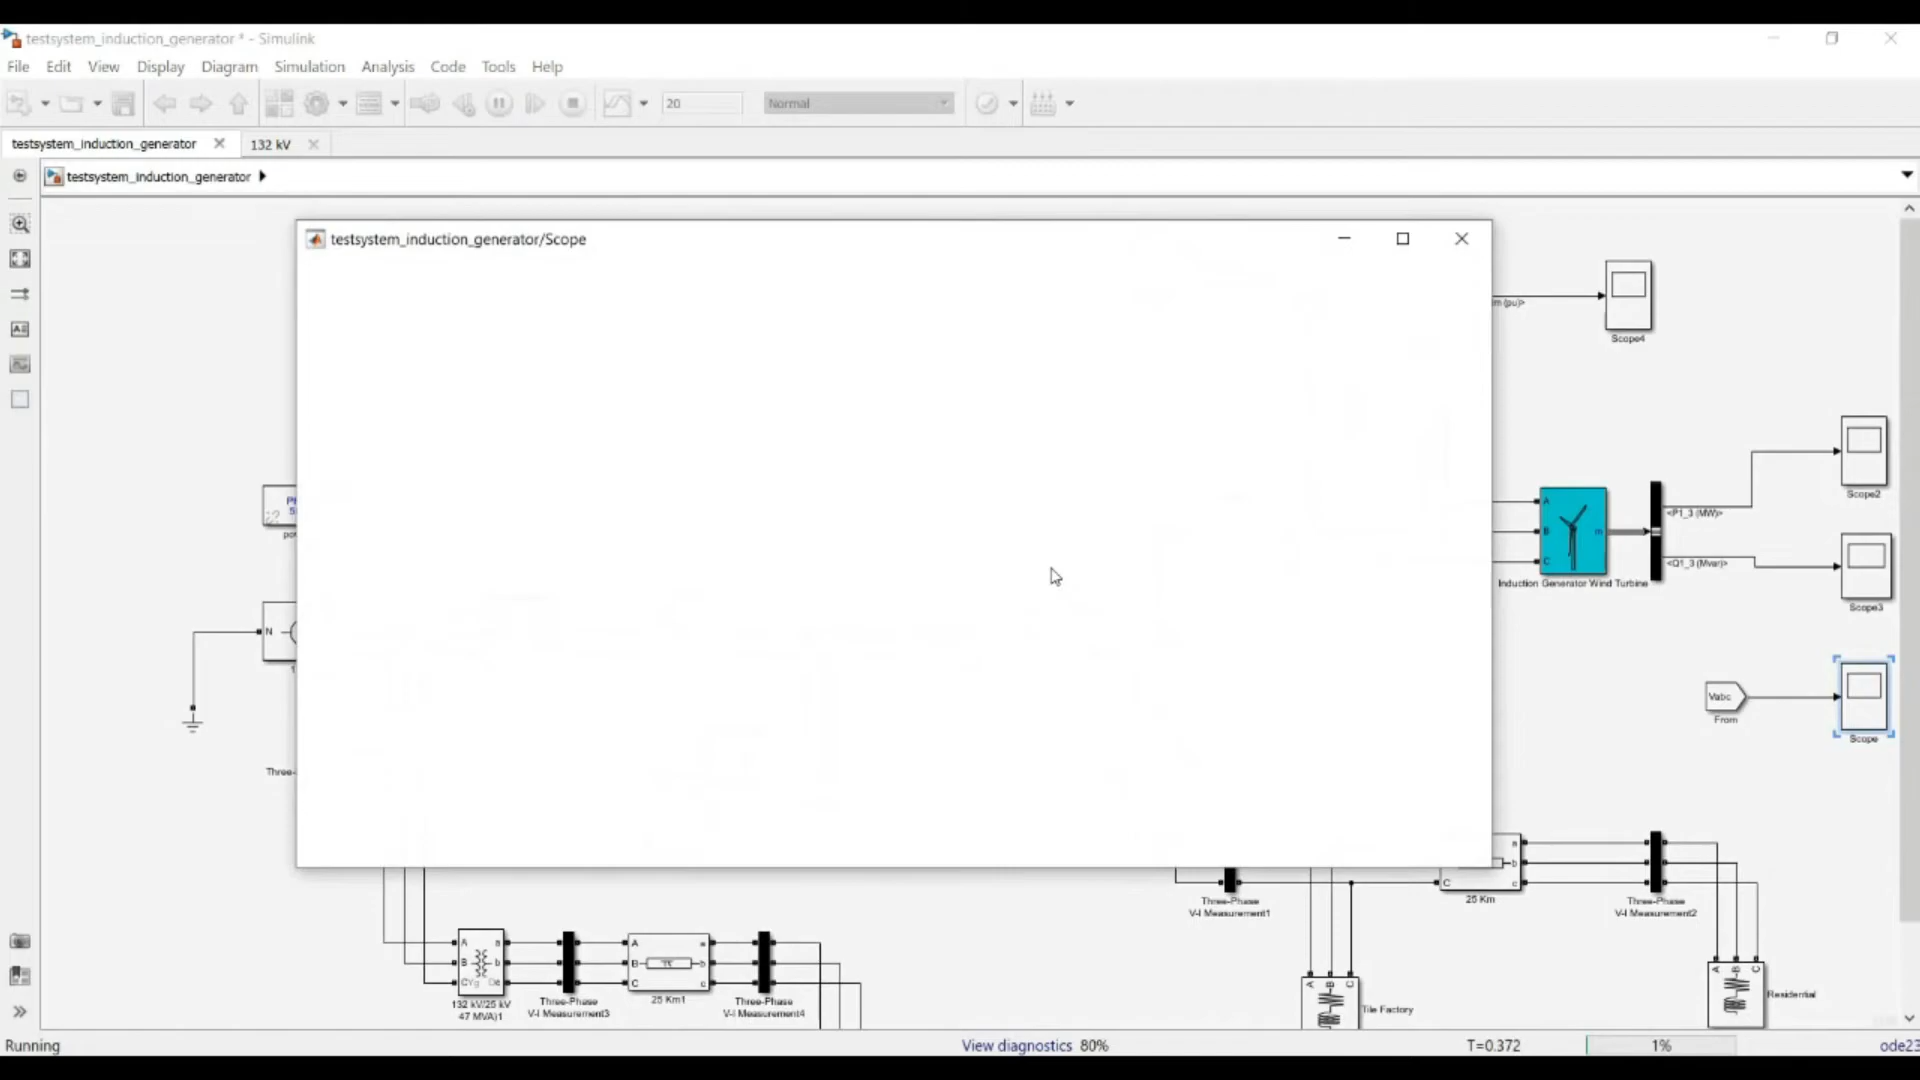 testsystem_induction_generator * - Simulink
File Edit View Display Diagram Simulation Analysis Code Tools Help
20 Normal
testsystem_induction_generator 132 kV
testsystem_induction_generator
testsystem_induction_generator/Scope
Scope4
Scope2
<P1_3 (MW)>
A
B
C
m
<Q1_3 (Mvar)>
Induction Generator Wind Turbine
Scope3
N
Vabc
From
Scope
Three-
a
b
C c
25 Km
Three-Phase
V-I Measurement1
Three-Phase
V-I Measurement2
A a
B b
C c
132 kV/25 kV
47 MVA)1
Three-Phase
V-I Measurement3
A a
B b
C c
25 Km1
Three-Phase
V-I Measurement4
A B C
Tile Factory
A B C
Residential
Running View diagnostics 80% T=0.372 1% ode23